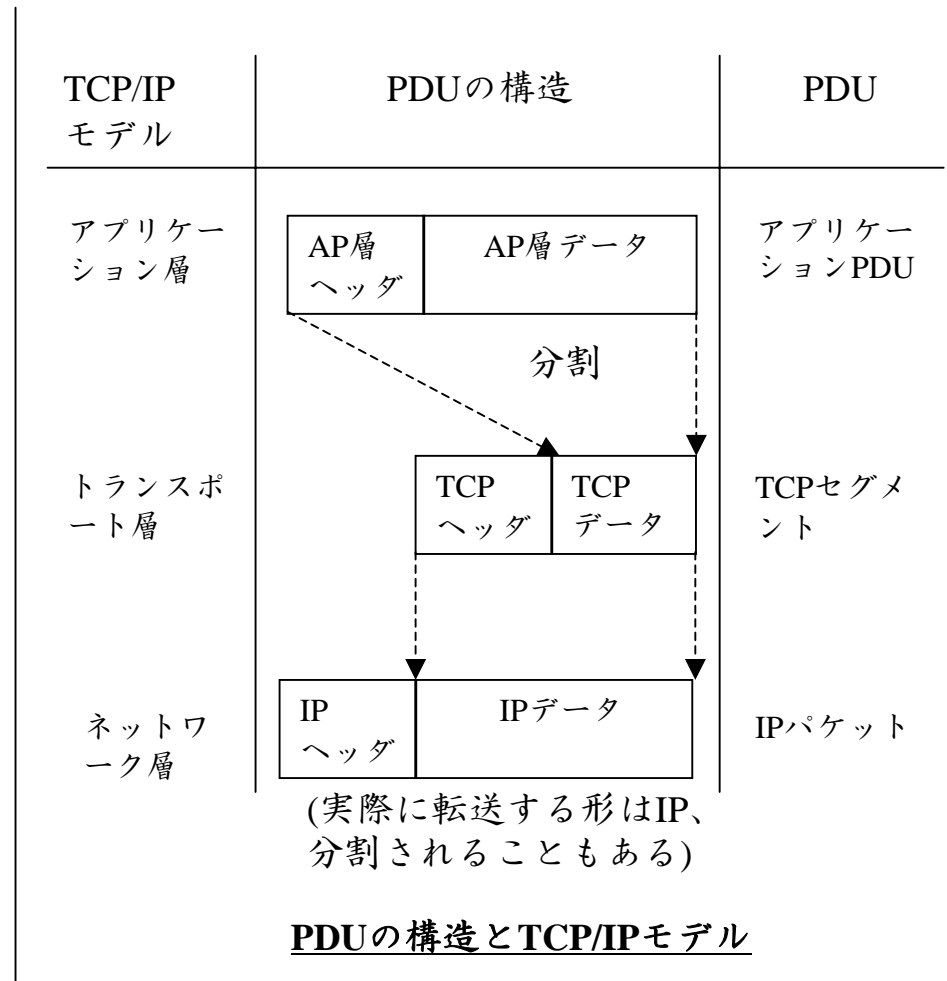 TCP/IP
モデル
PDUの構造
PDU
アプリケー
ション層
AP層
ヘッダ
AP層データ
アプリケー
ションPDU
分割
トランスポ
ート層
TCP
ヘッダ
TCP
データ
TCPセグメ
ント
ネットワ
ーク層
IP
ヘッダ
IPデータ
IPパケット
(実際に転送する形はIP、
分割されることもある)
PDUの構造とTCP/IPモデル